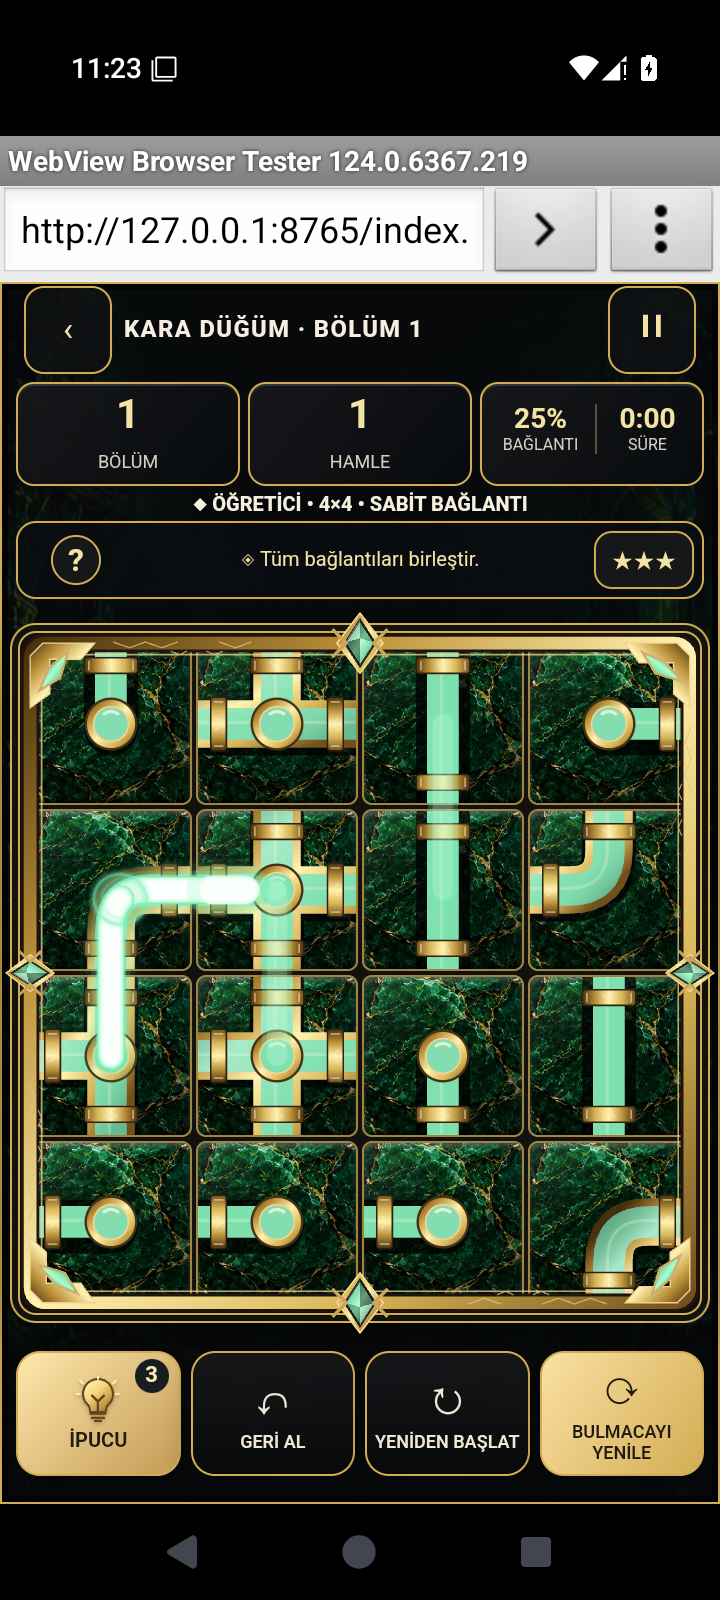 11:23
WebView Browser Tester 124.0.6367.219
http://127.0.0.1:8765/index.
‹ KARA DÜĞÜM · BÖLÜM 1
1 1 25% 0:00
BÖLÜM HAMLE BAĞLANTI SÜRE
◆ ÖĞRETİCİ • 4×4 • SABİT BAĞLANTI
? ◈ Tüm bağlantıları birleştir. ★★★
3
İPUCU
GERİ AL
YENİDEN BAŞLAT
BULMACAYI
YENİLE